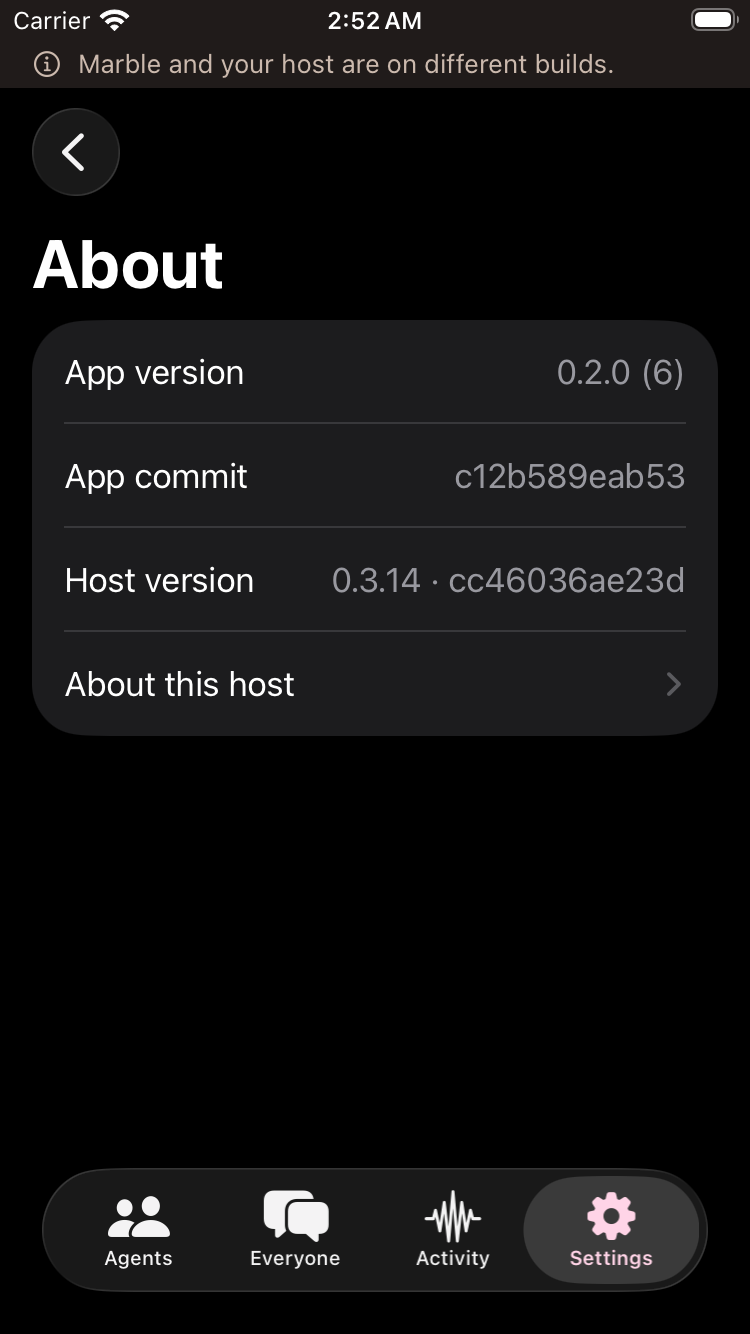 Carrier 2:52 AM
Marble and your host are on different builds.
About
App version 0.2.0 (6)
App commit c12b589eab53
Host version 0.3.14 · cc46036ae23d
About this host
Agents Everyone Activity Settings